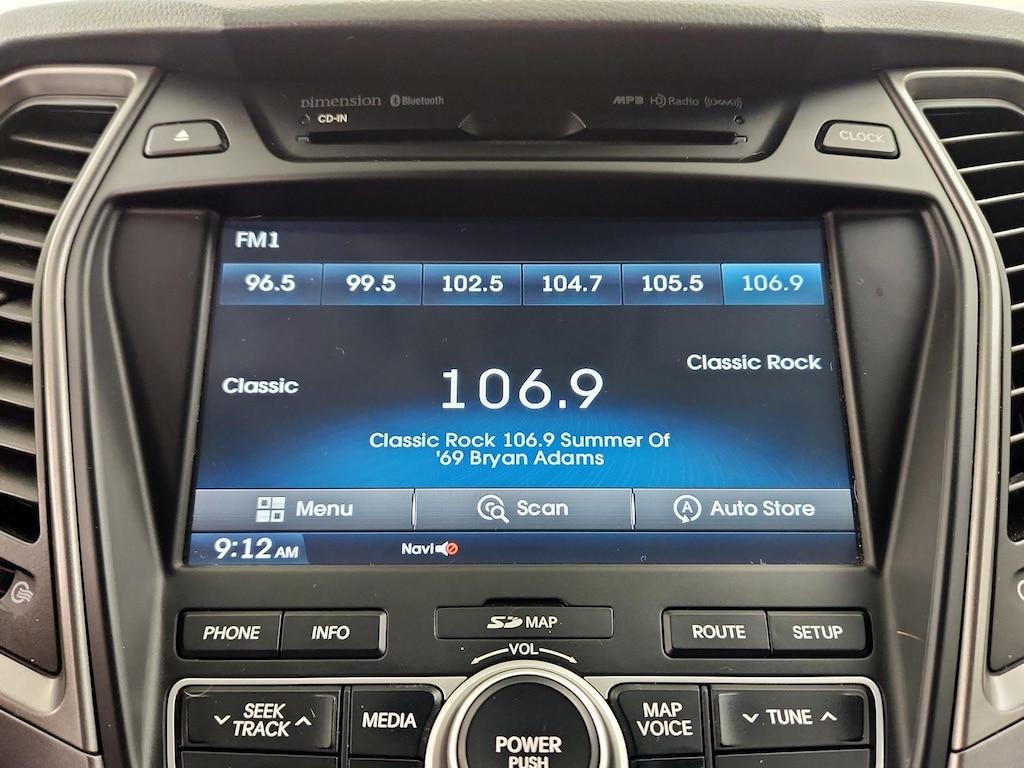 Dimension Bluetooth
MP3 HD Radio ((XM))
CD-IN
CLOCK
FM1
96.5 99.5 102.5 104.7 105.5 106.9
Classic Rock
Classic
106.9
Classic Rock 106.9 Summer Of
'69 Bryan Adams
Menu Scan Auto Store
9:12 AM Navi
PHONE INFO SD MAP ROUTE SETUP
VOL
SEEK
TRACK
MEDIA
POWER
PUSH
MAP
VOICE
TUNE